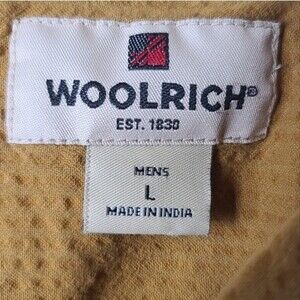 WOOLRICH®
EST. 1830
MENS
L
MADE IN INDIA